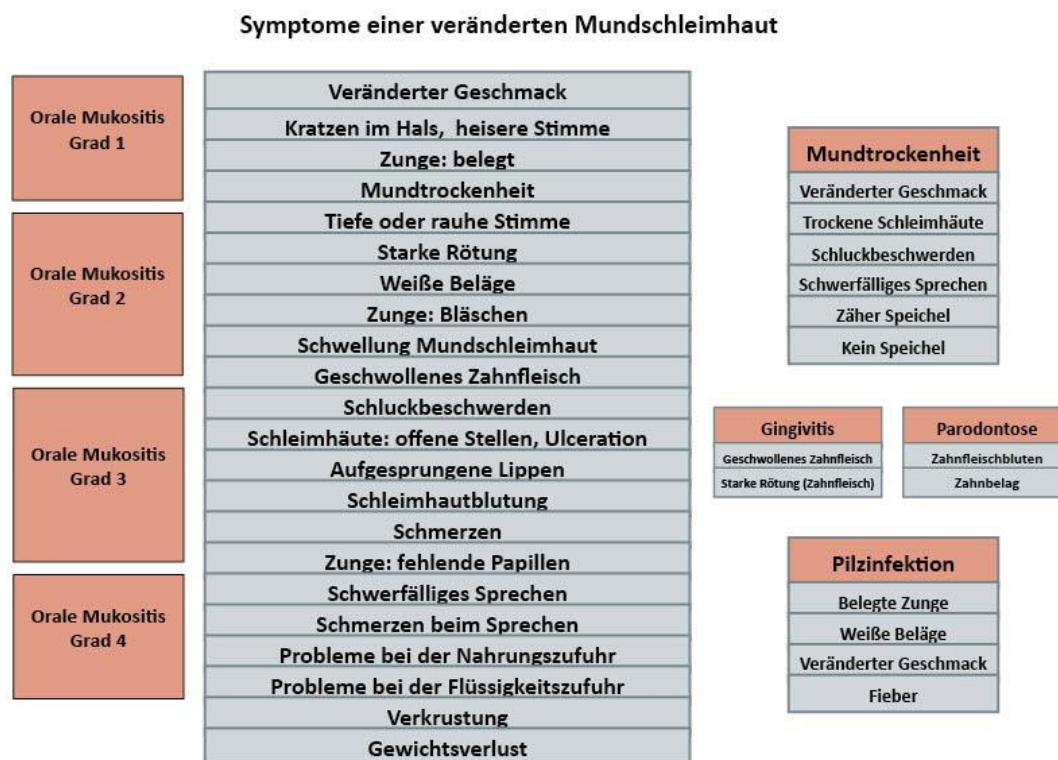 Symptome einer veränderten Mundschleimhaut
Orale Mukositis
Grad 1
Orale Mukositis
Grad 2
Orale Mukositis
Grad 3
Orale Mukositis
Grad 4
Veränderter Geschmack
Kratzen im Hals, heisere Stimme
Zunge: belegt
Mundtrockenheit
Tiefe oder rauhe Stimme
Starke Rötung
Weiße Beläge
Zunge: Bläschen
Schwellung Mundschleimhaut
Geschwollenes Zahnfleisch
Schluckbeschwerden
Schleimhäute: offene Stellen, Ulceration
Aufgesprungene Lippen
Schleimhautblutung
Schmerzen
Zunge: fehlende Papillen
Schwerfälliges Sprechen
Schmerzen beim Sprechen
Probleme bei der Nahrungszufuhr
Probleme bei der Flüssigkeitszufuhr
Verkrustung
Gewichtsverlust
Mundtrockenheit
Veränderter Geschmack
Trockene Schleimhäute
Schluckbeschwerden
Schwerfälliges Sprechen
Zäher Speichel
Kein Speichel
Gingivitis
Geschwollenes Zahnfleisch
Starke Rötung (Zahnfleisch)
Parodontose
Zahnfleischbluten
Zahnbelag
Pilzinfektion
Belegte Zunge
Weiße Beläge
Veränderter Geschmack
Fieber